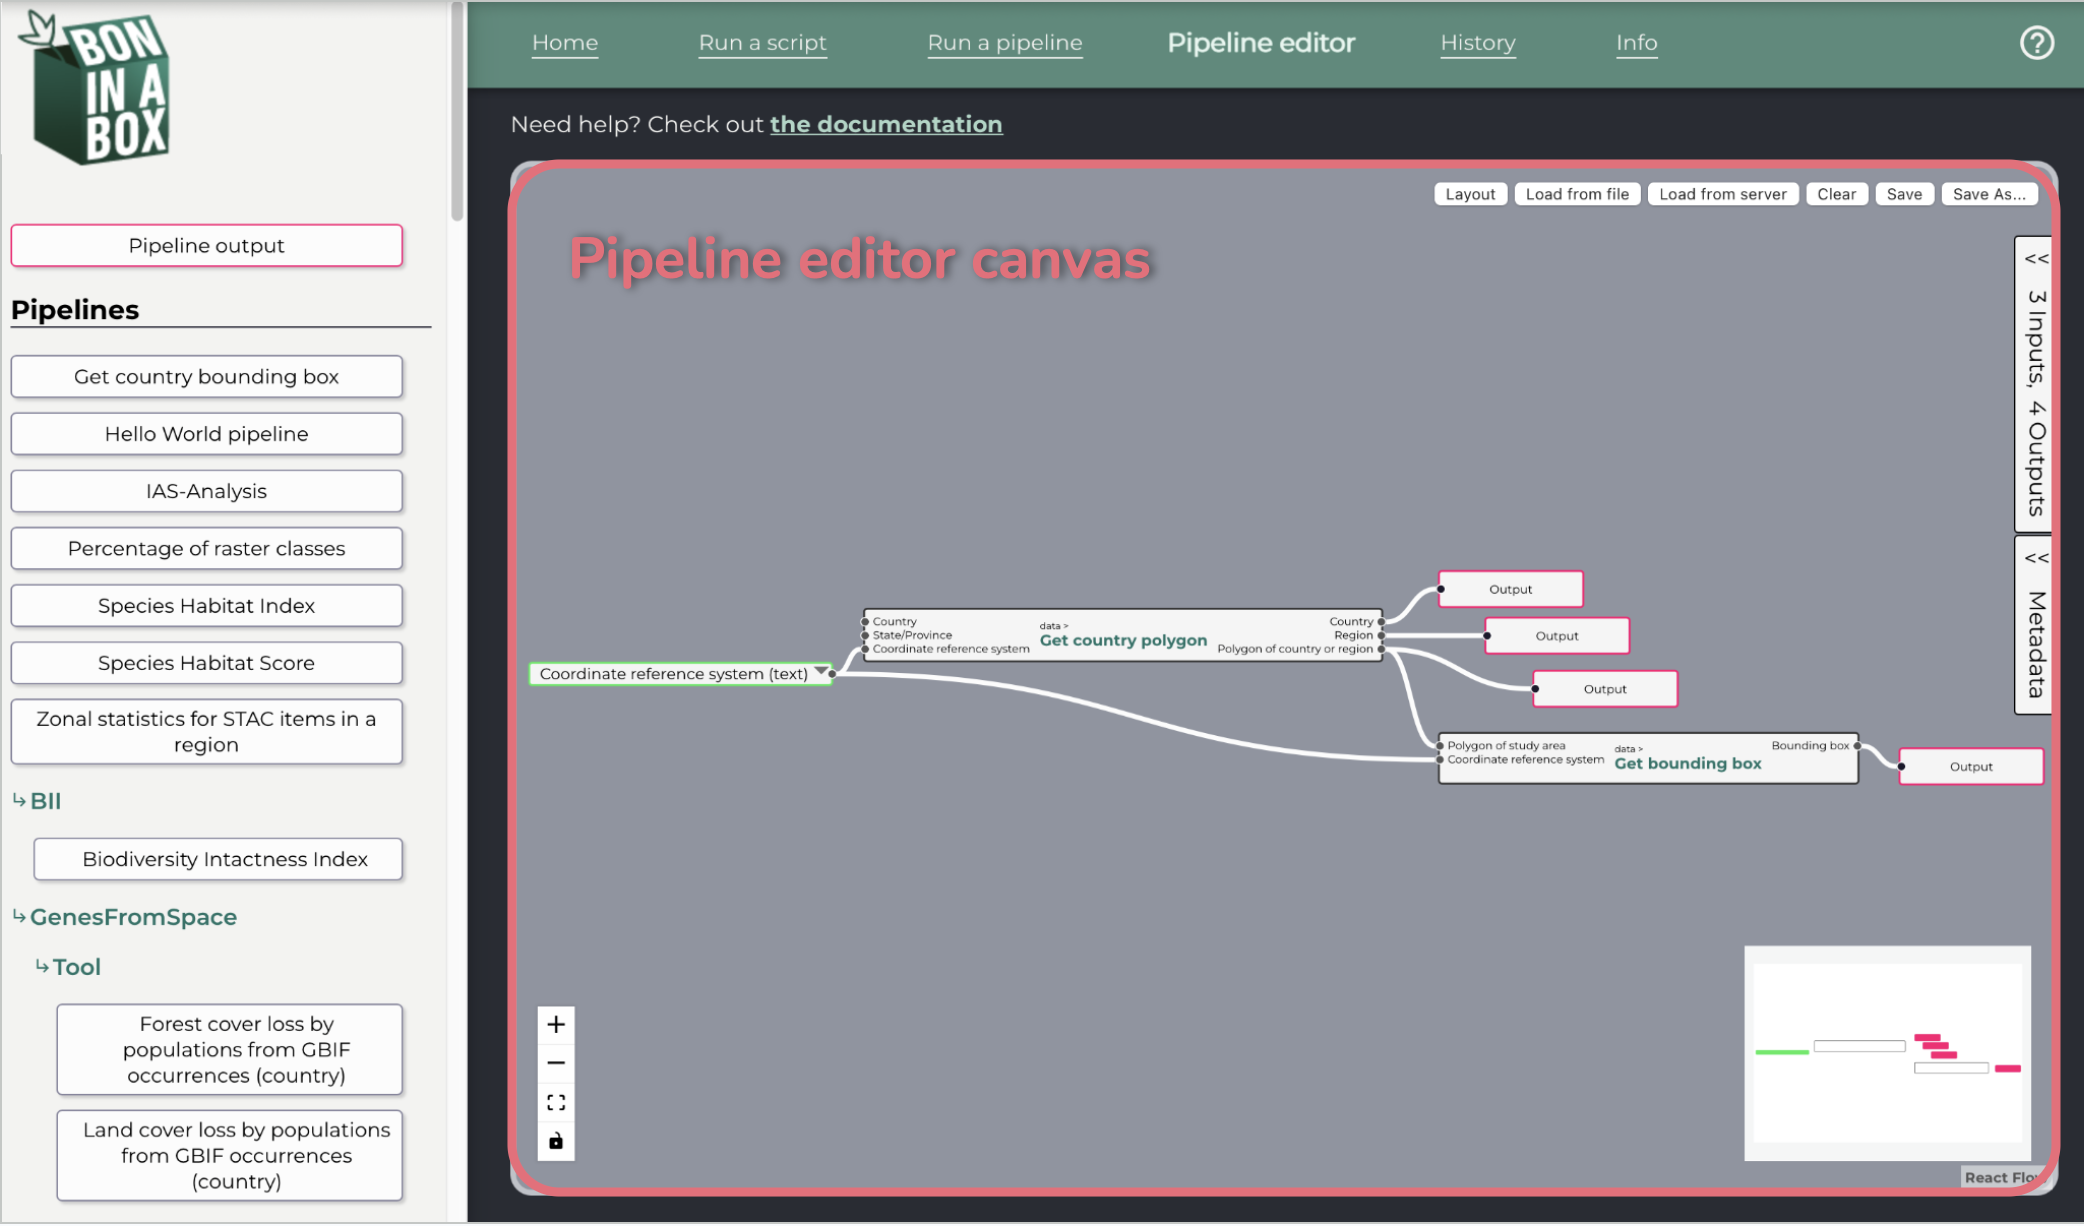 BON
IN A
BOX
Home
Run a script
Run a pipeline
Pipeline editor
History
Info
?
Need help? Check out the documentation
Pipeline output
Pipelines
Get country bounding box
Hello World pipeline
IAS-Analysis
Percentage of raster classes
Species Habitat Index
Species Habitat Score
Zonal statistics for STAC items in a
region
↳BII
Biodiversity Intactness Index
↳GenesFromSpace
↳Tool
Forest cover loss by
populations from GBIF
occurrences (country)
Land cover loss by populations
from GBIF occurrences
(country)
Layout
Load from file
Load from server
Clear
Save
Save As...
Pipeline editor canvas
<< 3 Inputs, 4 Outputs
<< Metadata
Coordinate reference system (text)
Country
State/Province
Coordinate reference system
data >
Get country polygon
Country
Region
Polygon of country or region
Output
Output
Output
Polygon of study area
Coordinate reference system
data >
Get bounding box
Bounding box
Output
React Flow